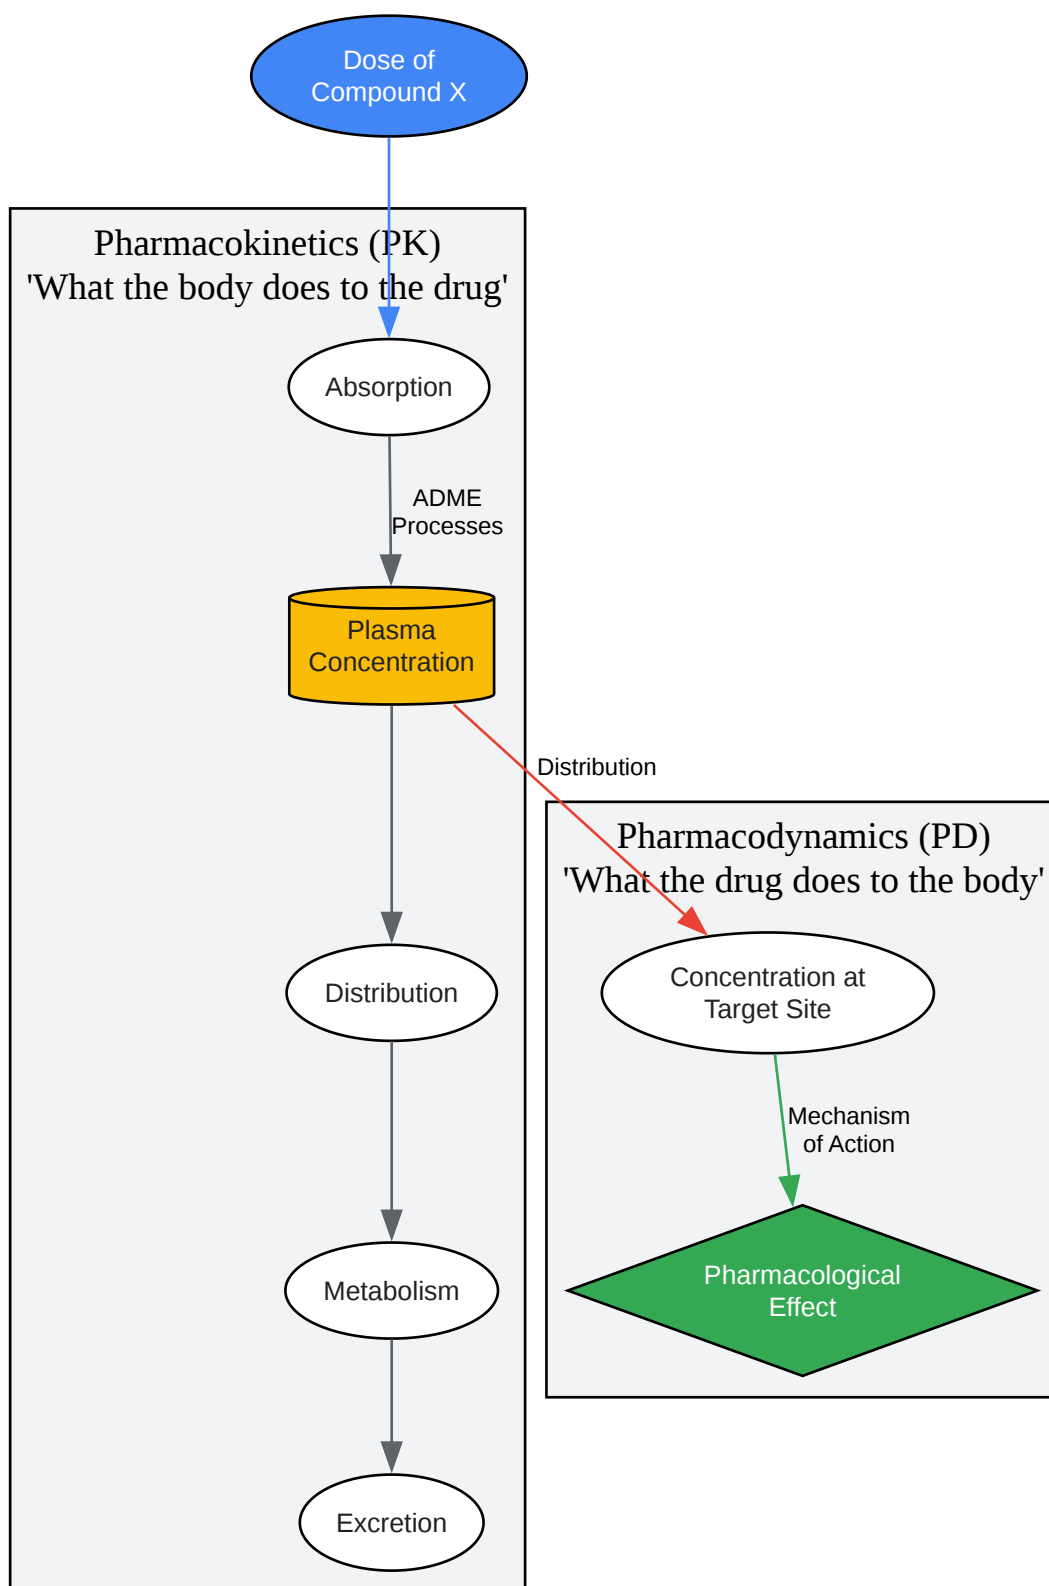 Dose of
Compound X
Pharmacokinetics (PK)
'What the body does to the drug'
Absorption
ADME
Processes
Plasma
Concentration
Distribution
Pharmacodynamics (PD)
'What the drug does to the body'
Distribution
Concentration at
Target Site
Mechanism
of Action
Metabolism
Pharmacological
Effect
Excretion